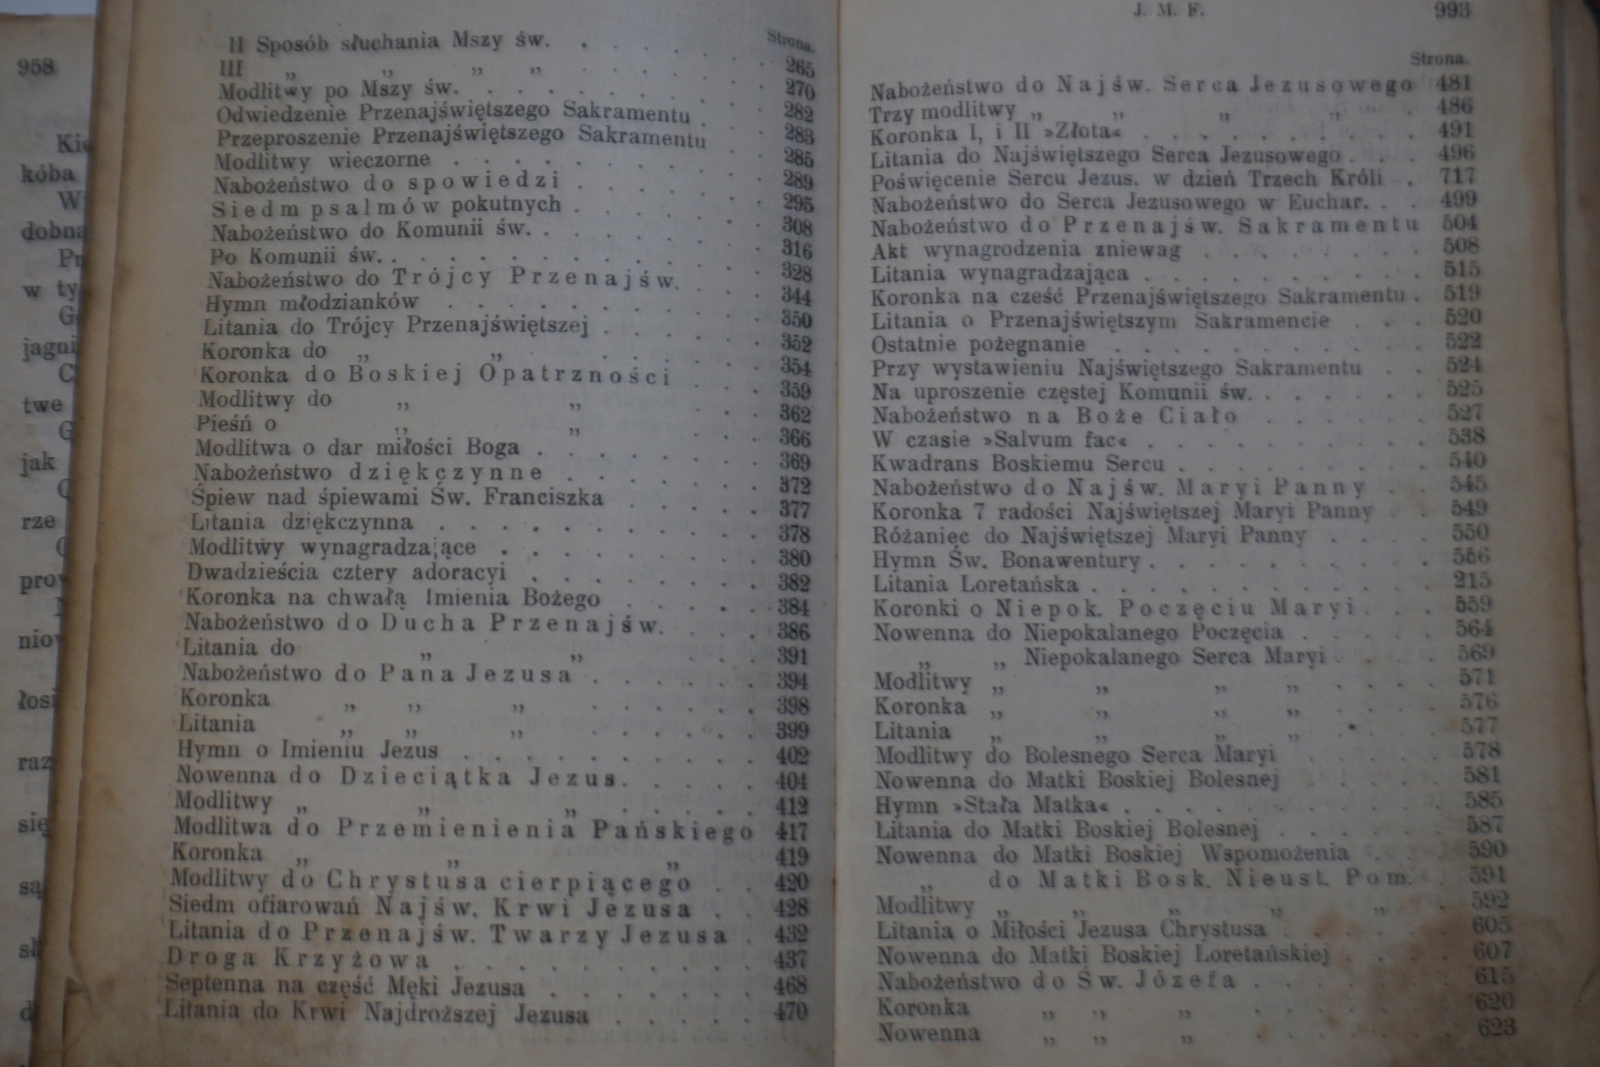 958
Kie
kóba
W
dobna
Pr
w ty
G
jagni
C
twe
G
jak
rze
pro
nio
łosi
raz
się
są
Strona.
II Sposób słuchania Mszy św. . . . . . . 265
III „ „ „ „ . . . . . . . 270
Modlitwy po Mszy św. . . . . . . . . 282
Odwiedzenie Przenajświętszego Sakramentu . . . 283
Przeproszenie Przenajświętszego Sakramentu . . 285
Modlitwy wieczorne . . . . . . . . 289
Nabożeństwo do spowiedzi . . . . . . 295
Siedm psalmów pokutnych . . . . . . 308
Nabożeństwo do Komunii św. . . . . . . 316
Po Komunii św. . . . . . . . . . 328
Nabożeństwo do Trójcy Przenajśw. . . . 344
Hymn młodzianków . . . . . . . . 350
Litania do Trójcy Przenajświętszej . . . . . 352
Koronka do „ „ . . . . . 354
Koronka do Boskiej Opatrzności . . . 359
Modlitwy do „ „ . . . 362
Pieśń o „ „ . . . 366
Modlitwa o dar miłości Boga . . . . . . 369
Nabożeństwo dziękczynne . . . . . . 372
Śpiew nad śpiewami Św. Franciszka . . . . . 377
Litania dziękczynna . . . . . . . . 378
Modlitwy wynagradzające . . . . . . . 380
Dwadzieścia cztery adoracyi . . . . . . 382
Koronka na chwałą Imienia Bożego . . . . . 384
Nabożeństwo do Ducha Przenajśw. . . . 386
Litania do „ „ . . . 391
Nabożeństwo do Pana Jezusa . . . . . . 394
Koronka „ „ „ . . . . . . 398
Litania „ „ „ . . . . . . 399
Hymn o Imieniu Jezus . . . . . . . . 402
Nowenna do Dzieciątka Jezus. . . . . 404
Modlitwy „ „ „ . . . . . 412
Modlitwa do Przemienienia Pańskiego 417
Koronka „ „ „ 419
Modlitwy do Chrystusa cierpiącego . . 420
Siedm ofiarowań Najśw. Krwi Jezusa . . 428
Litania do Przenajśw. Twarzy Jezusa . 432
Droga Krzyżowa . . . . . . . . 437
Septenna na część Męki Jezusa . . . . . . 468
Litania do Krwi Najdroższej Jezusa . . . . . 470
J. M. F. 993
Strona.
Nabożeństwo do Najśw. Serca Jezusowego 481
Trzy modlitwy „ „ „ „ . 486
Koronka I, i II »Złota« . . . . . . . . 491
Litania do Najświętszego Serca Jezusowego . . . 496
Poświęcenie Sercu Jezus. w dzień Trzech Króli . 717
Nabożeństwo do Serca Jezusowego w Euchar. . . 499
Nabożeństwo do Przenajśw. Sakramentu 504
Akt wynagrodzenia zniewag . . . . . . . 508
Litania wynagradzająca . . . . . . . . 515
Koronka na cześć Przenajświętszego Sakramentu . 519
Litania o Przenajświętszym Sakramencie . . . 520
Ostatnie pożegnanie . . . . . . . . . 522
Przy wystawieniu Najświętszego Sakramentu . . 524
Na uproszenie częstej Komunii św. . . . . . 525
Nabożeństwo na Boże Ciało . . . . . . 527
W czasie »Salvum fac« . . . . . . . . 538
Kwadrans Boskiemu Sercu . . . . . . . 540
Nabożeństwo do Najśw. Maryi Panny . . 545
Koronka 7 radości Najświętszej Maryi Panny . . 549
Różaniec do Najświętszej Maryi Panny . . . . 550
Hymn Św. Bonawentury . . . . . . . . 556
Litania Loretańska . . . . . . . . . . 215
Koronki o Niepok. Poczęciu Maryi . . . 559
Nowenna do Niepokalanego Poczęcia . . . . . 564
„ „ Niepokalanego Serca Maryi . . . . 569
Modlitwy „ „ „ „ . . . . 571
Koronka „ „ „ „ . . . . 576
Litania „ „ „ „ . . . . 577
Modlitwy do Bolesnego Serca Maryi . . . . . 578
Nowenna do Matki Boskiej Bolesnej . . . . . 581
Hymn »Stała Matka« . . . . . . . . . 585
Litania do Matki Boskiej Bolesnej . . . . . . 587
Nowenna do Matki Boskiej Wspomożenia . . . 590
„ do Matki Bosk. Nieust. Pom. 591
Modlitwy „ „ „ „ „ . 592
Litania o Miłości Jezusa Chrystusa . . . . . 605
Nowenna do Matki Boskiej Loretańskiej . . . . 607
Nabożeństwo do Św. Józefa . . . . . . . 615
Koronka „ „ „ . . . . . . . 620
Nowenna „ „ „ . . . . . . . 623